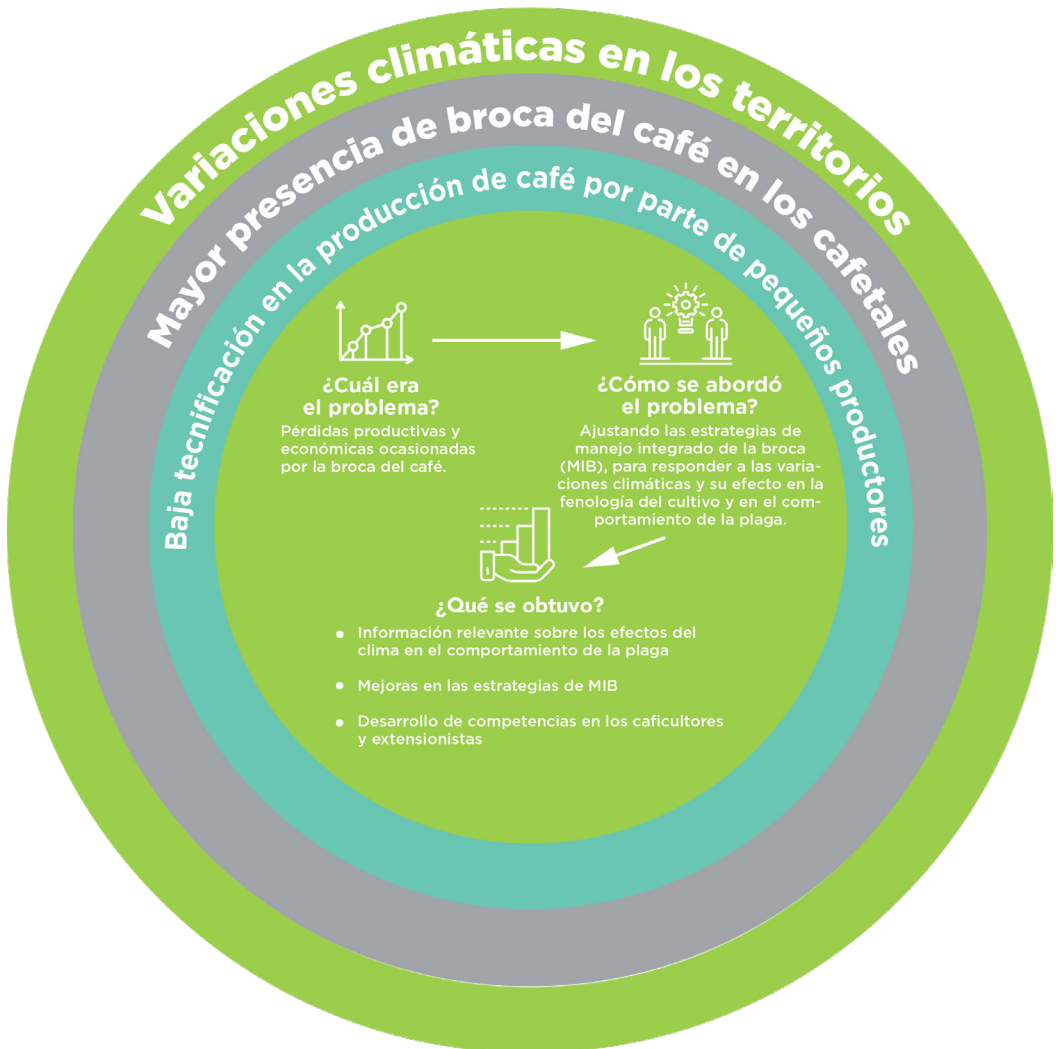 Variaciones climáticas en los territorios
Mayor presencia de broca del café en los cafetales
Baja tecnificación en la producción de café por parte de pequeños productores
¿Cuál era
el problema?
Pérdidas productivas y
económicas ocasionadas
por la broca del café.
¿Cómo se abordó
el problema?
Ajustando las estrategias de
manejo integrado de la broca
(MIB), para responder a las varia-
ciones climáticas y su efecto en la
fenología del cultivo y en el com-
portamiento de la plaga.
¿Qué se obtuvo?
• Información relevante sobre los efectos del
clima en el comportamiento de la plaga
• Mejoras en las estrategias de MIB
• Desarrollo de competencias en los caficultores
y extensionistas